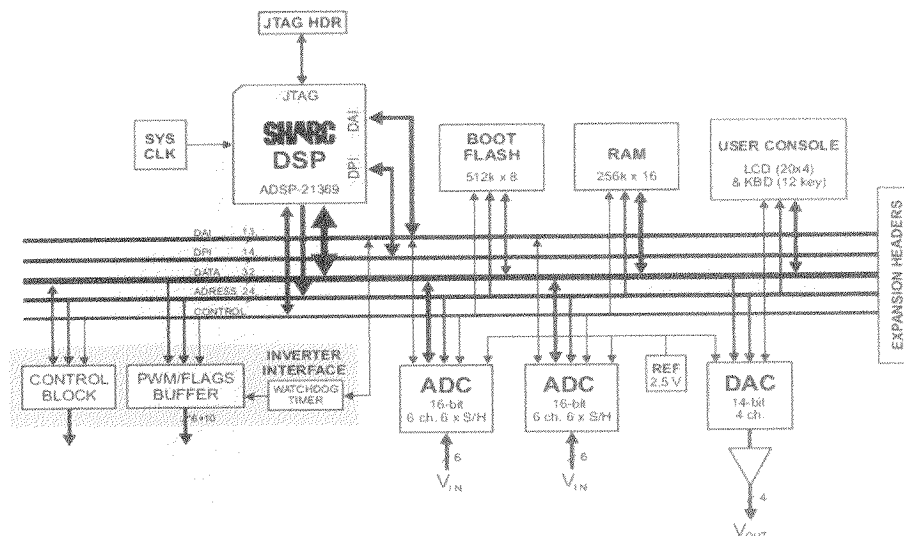 JTAG HDR
JTAG
SHARC
DSP
ADSP-21369
DAI
DPI
SYS
CLK
BOOT
FLASH
512k x 8
RAM
256k x 16
USER CONSOLE
LCD (20x4)
& KBD (12 key)
EXPANSION HEADERS
DAI 13
DPI 14
DATA 32
ADRESS 24
CONTROL
CONTROL
BLOCK
PWM/FLAGS
BUFFER
6+10
INVERTER
INTERFACE
WATCHDOG
TIMER
ADC
16-bit
6 ch. 6 x S/H
6
VIN
ADC
16-bit
6 ch. 6 x S/H
6
VIN
REF
2.5 V
DAC
14-bit
4 ch.
4
VOUT